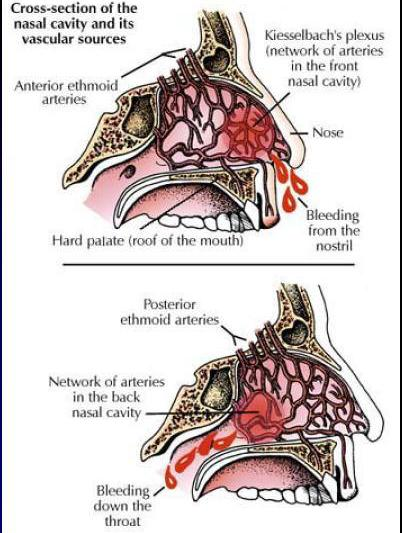 Cross-section of the
nasal cavity and its
vascular sources
Kiesselbach's plexus
(network of arteries
in the front
nasal cavity)
Anterior ethmoid
arteries
Nose
Bleeding
from the
nostril
Hard patate (roof of the mouth)
Posterior
ethmoid arteries
Network of arteries
in the back
nasal cavity
Bleeding
down the
throat